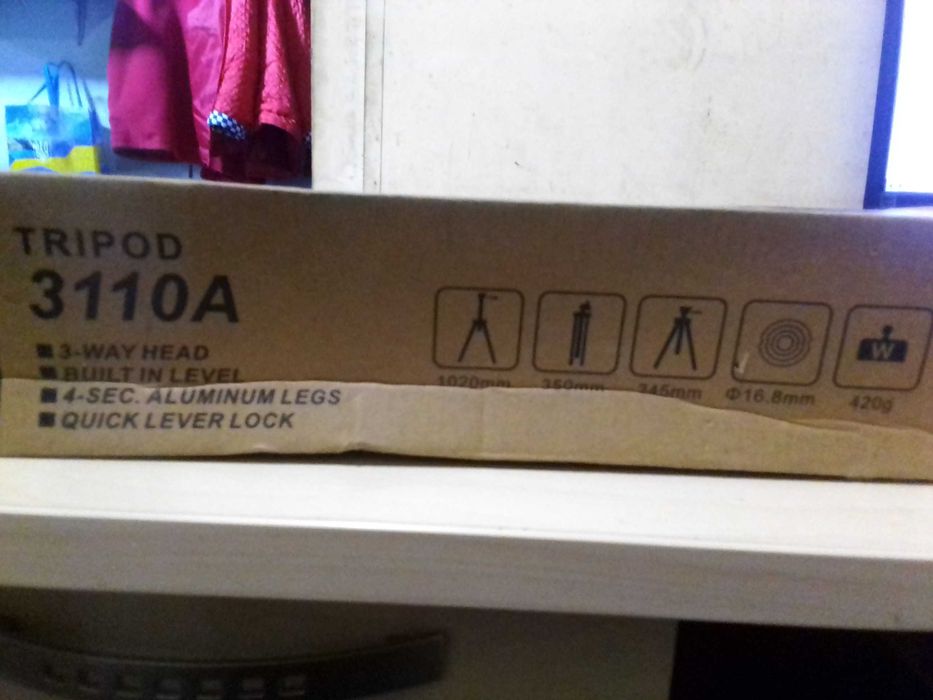 TRIPOD
3110A
3-WAY HEAD
BUILT IN LEVEL
4-SEC. ALUMINUM LEGS
QUICK LEVER LOCK
1020mm 350mm 345mm Φ16.8mm 420g
W